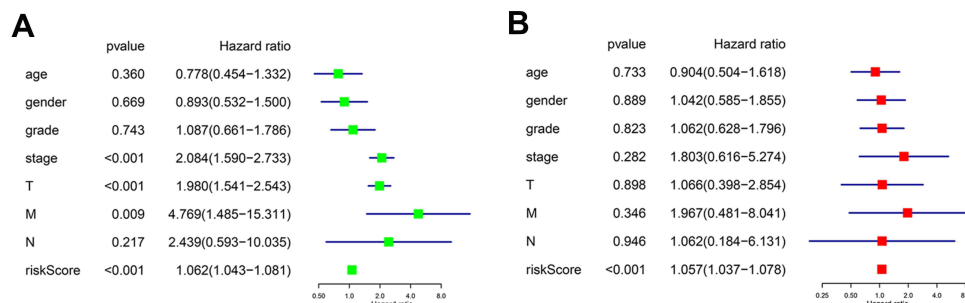 A
pvalue Hazard ratio
age 0.360 0.778(0.454−1.332)
gender 0.669 0.893(0.532−1.500)
grade 0.743 1.087(0.661−1.786)
stage <0.001 2.084(1.590−2.733)
T <0.001 1.980(1.541−2.543)
M 0.009 4.769(1.485−15.311)
N 0.217 2.439(0.593−10.035)
riskScore <0.001 1.062(1.043−1.081)
0.50 1.0 2.0 4.0 8.0
Hazard ratio
B
pvalue Hazard ratio
age 0.733 0.904(0.504−1.618)
gender 0.889 1.042(0.585−1.855)
grade 0.823 1.062(0.628−1.796)
stage 0.282 1.803(0.616−5.274)
T 0.898 1.066(0.398−2.854)
M 0.346 1.967(0.481−8.041)
N 0.946 1.062(0.184−6.131)
riskScore <0.001 1.057(1.037−1.078)
0.25 0.50 1.0 2.0 4.0 8.0
Hazard ratio